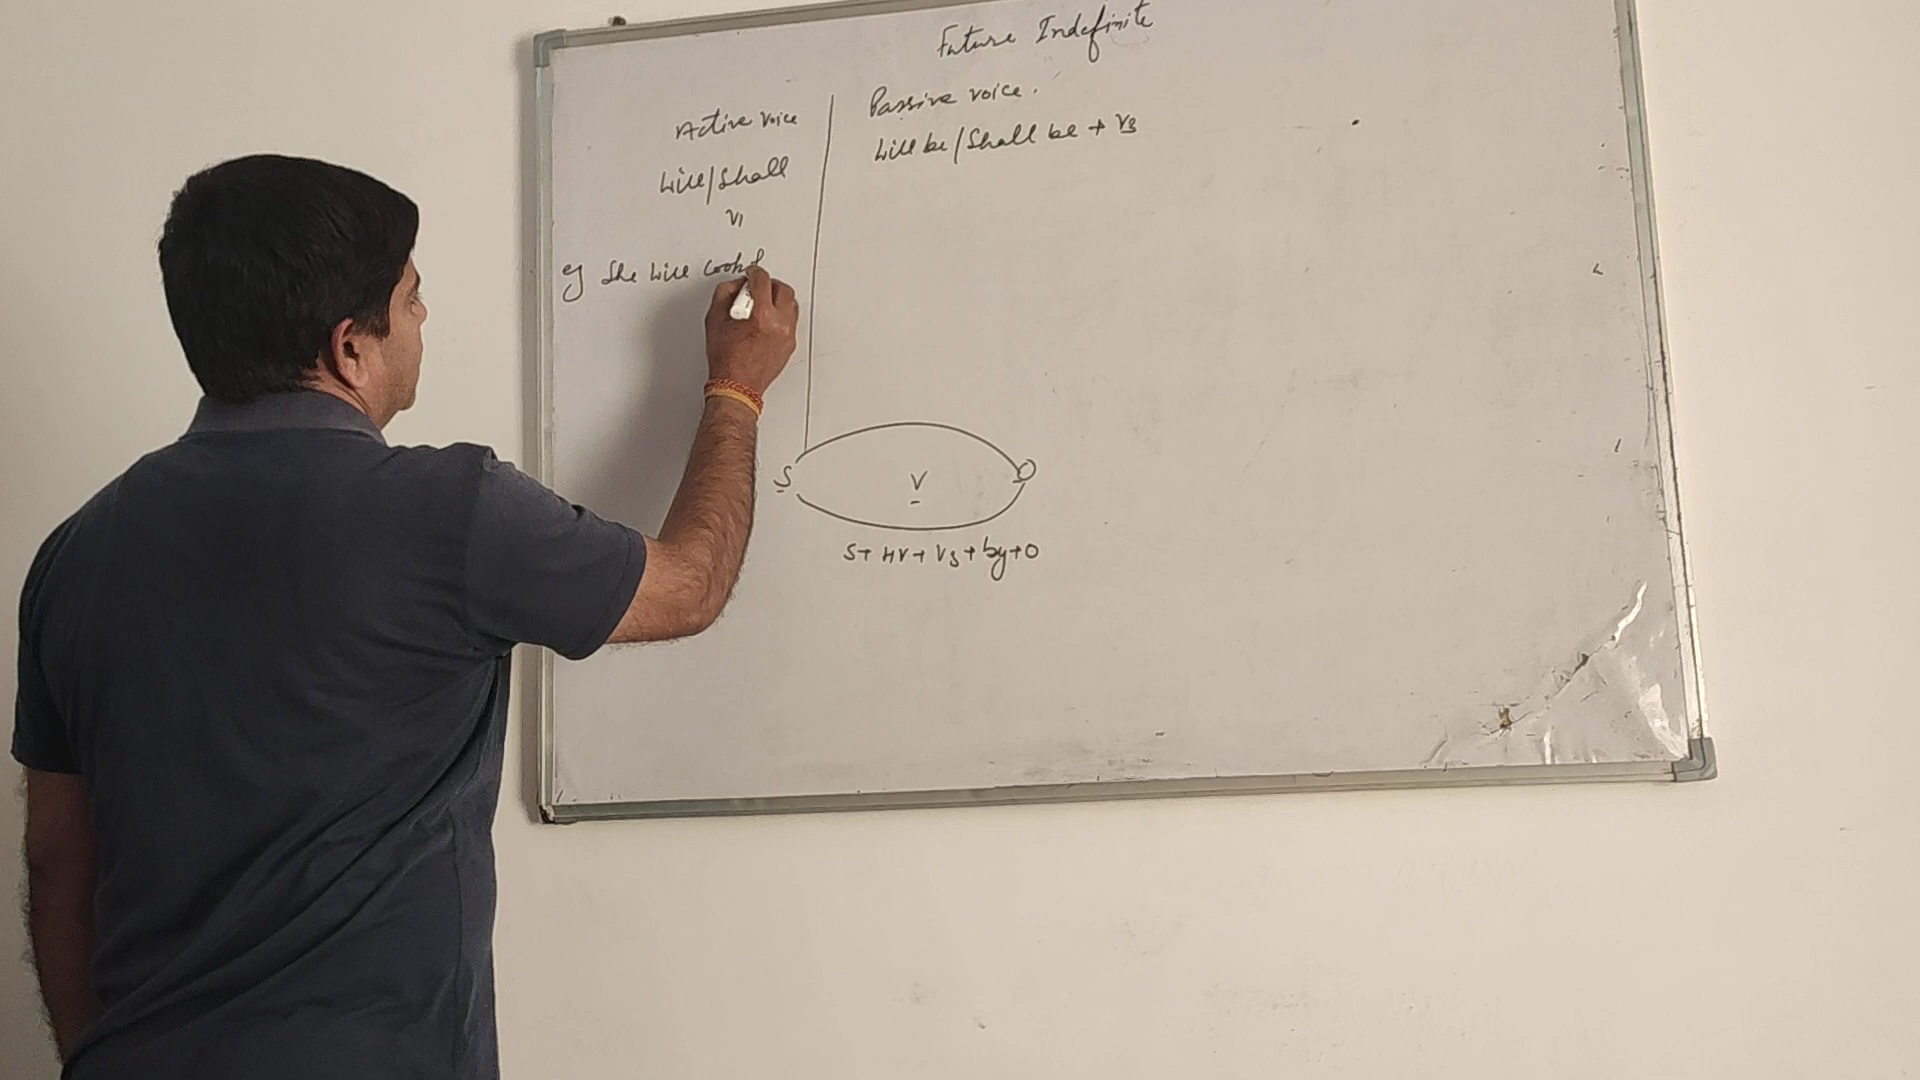 Future Indefinite
Active voice
Will/Shall
V1
eg She will cook f
Passive voice.
Will be/Shall be + V3
S V O
S+ HV+ V3+by+O